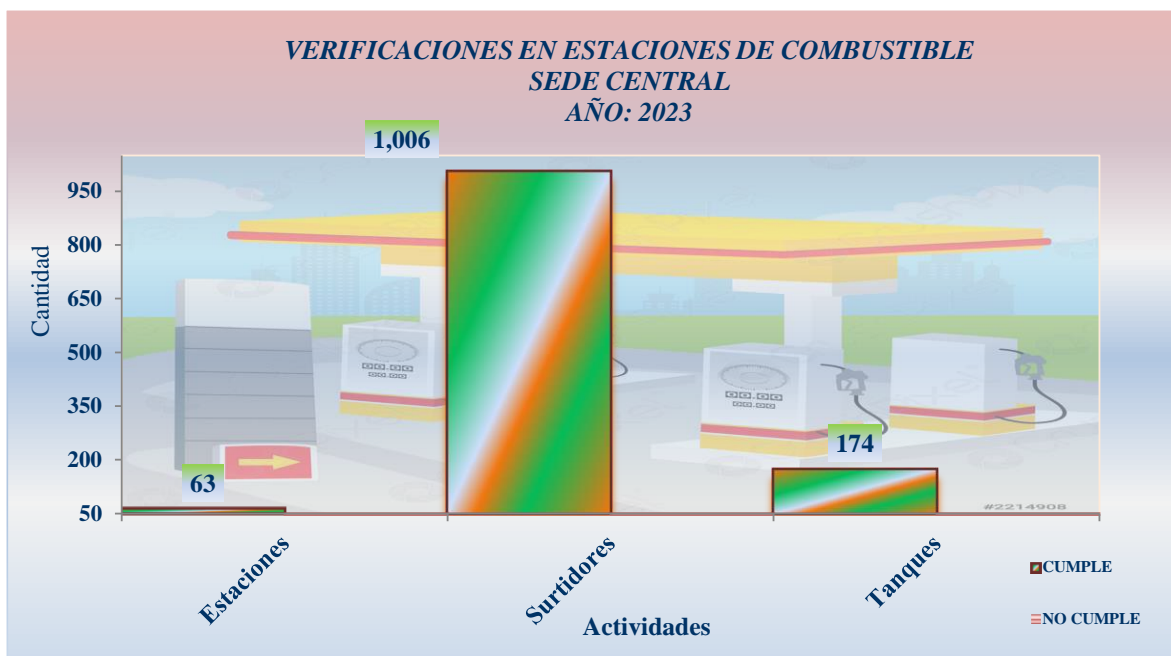 VERIFICACIONES EN ESTACIONES DE COMBUSTIBLE
SEDE CENTRAL
AÑO: 2023
1,006
174
63
Cantidad
950
800
650
500
350
200
50
Estaciones
Surtidores
Tanques
Actividades
CUMPLE
NO CUMPLE
#2214908